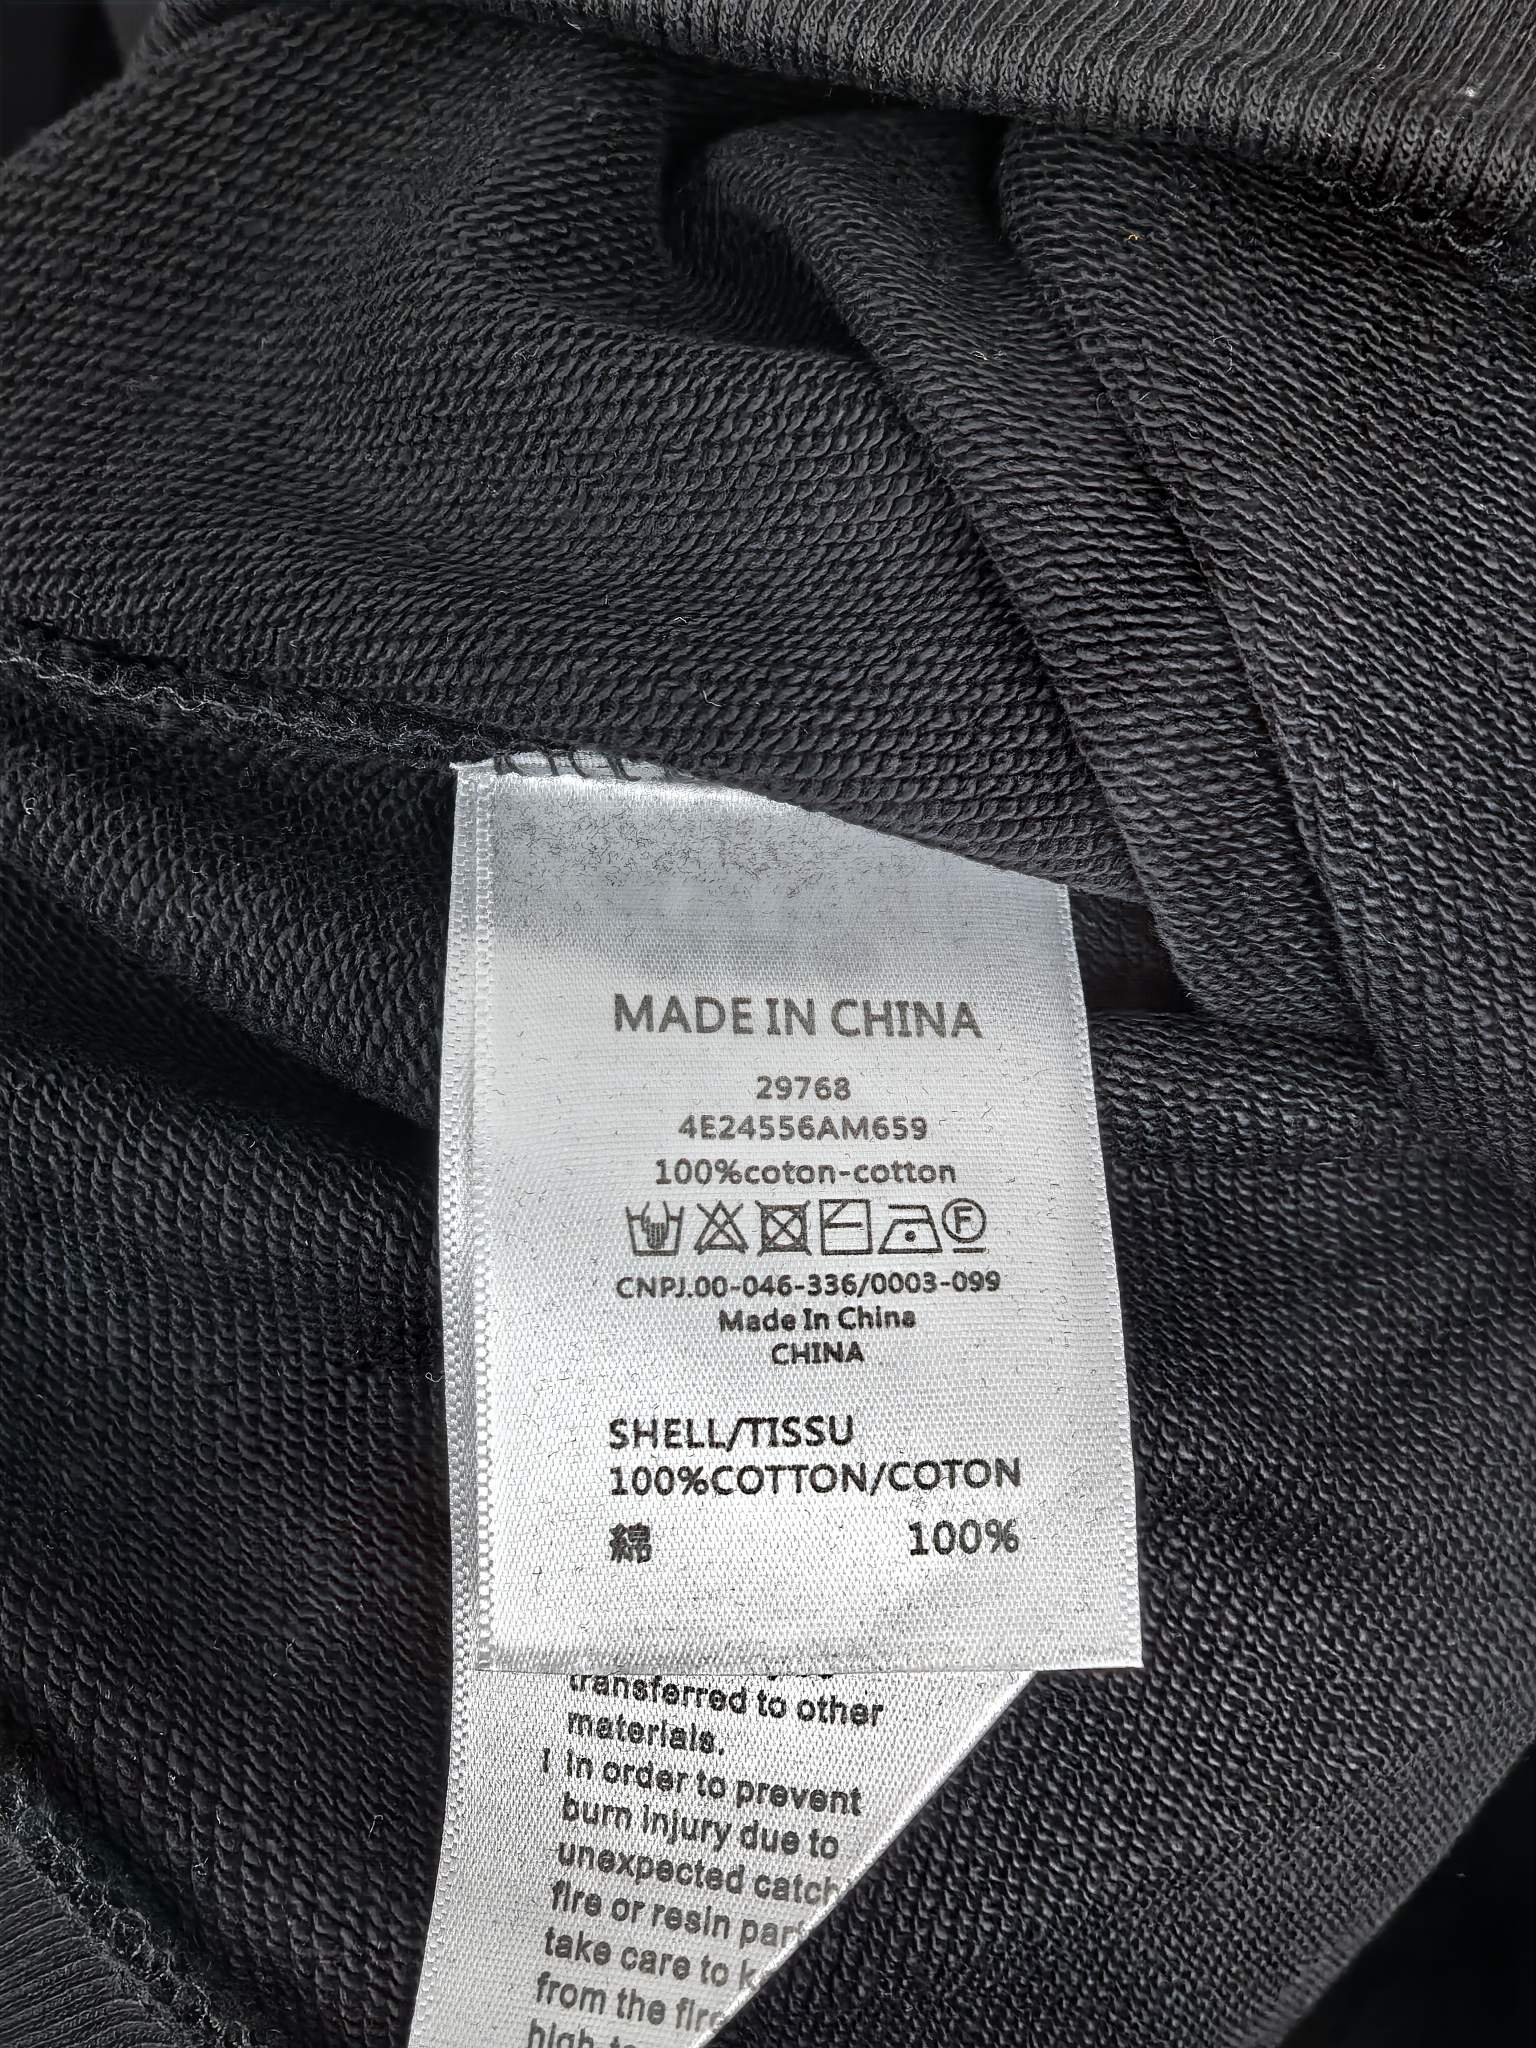 MADE IN CHINA
29768
4E24556AM659
100%coton-cotton
F
CNPJ.00-046-336/0003-099
Made In China
CHINA
SHELL/TISSU
100%COTTON/COTON
綿 100%
transferred to other
materials.
In order to prevent
burn injury due to
unexpected catch
fire or resin
take care to
from the fire